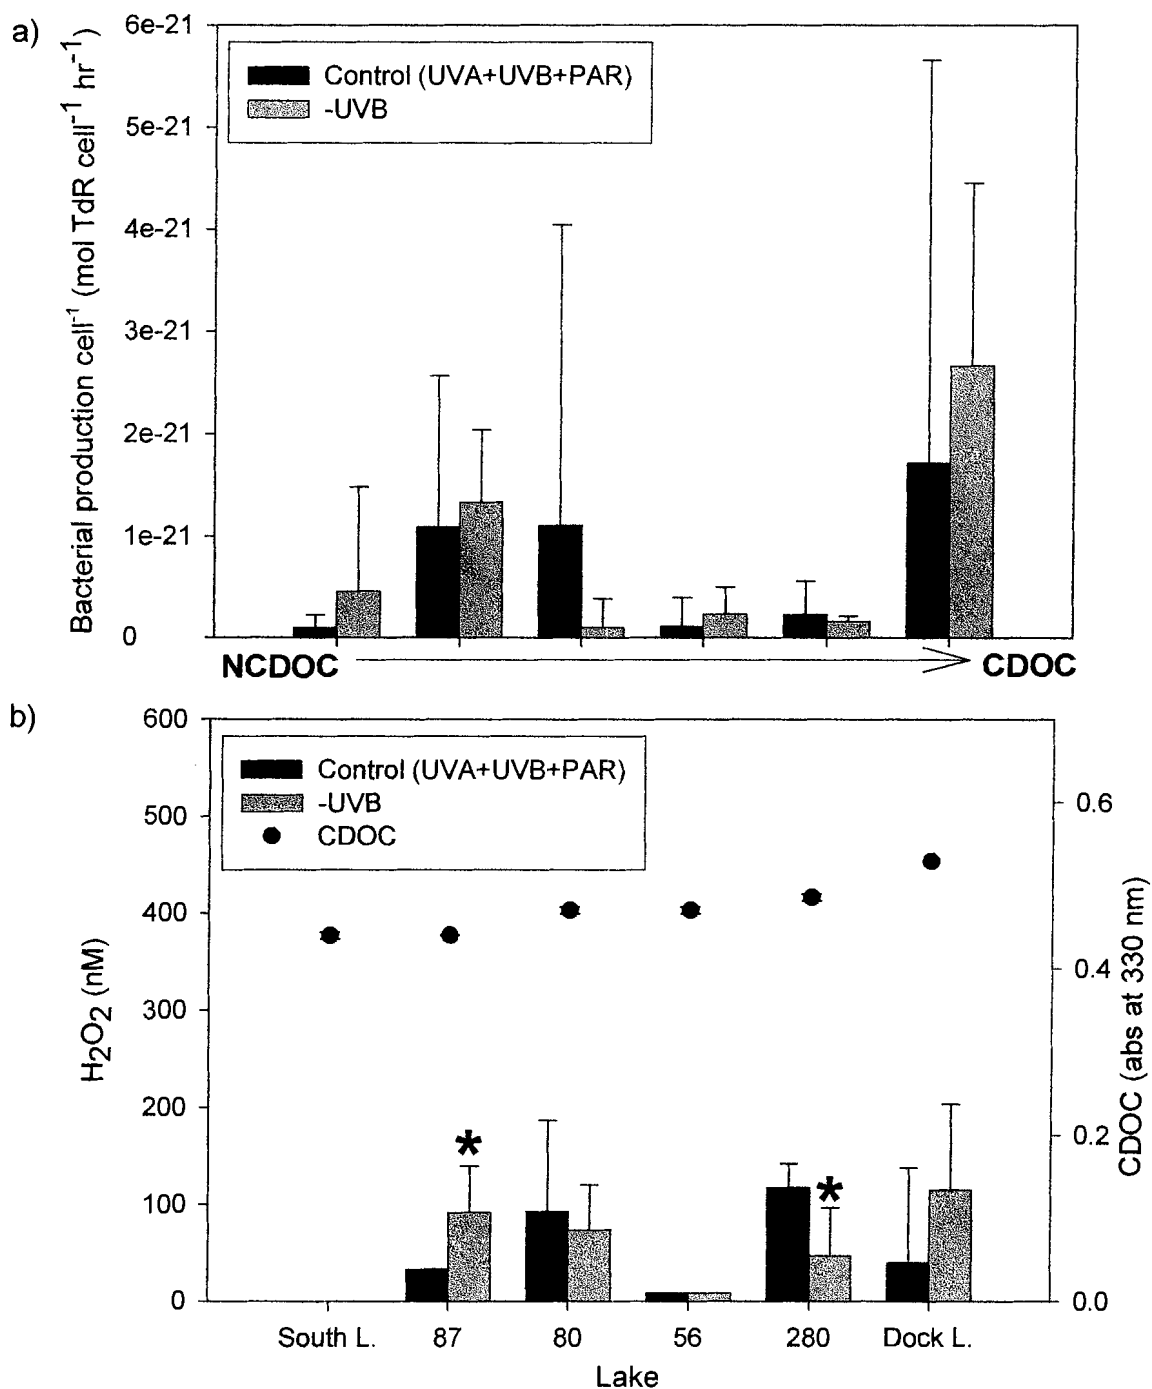 a)
6e-21
5e-21
4e-21
3e-21
2e-21
1e-21
0
Bacterial production cell⁻¹ (mol TdR cell⁻¹ hr⁻¹)
Control (UVA+UVB+PAR)
-UVB
NCDOC
CDOC
b)
600
500
400
300
200
100
0
H₂O₂ (nM)
Control (UVA+UVB+PAR)
-UVB
CDOC
*
*
0.6
0.4
0.2
0.0
CDOC (abs at 330 nm)
South L. 87 80 56 280 Dock L.
Lake